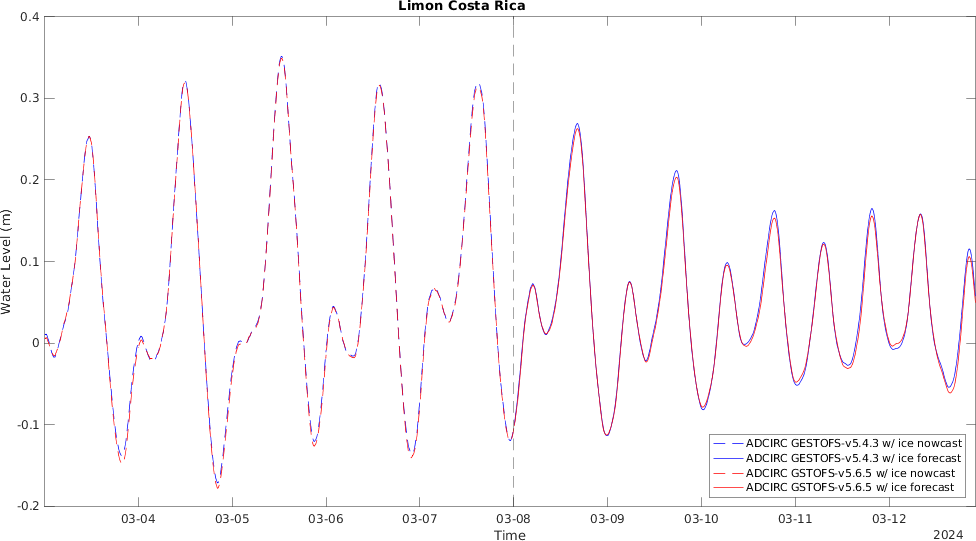 Limon Costa Rica
0.4
0.3
0.2
0.1
0
-0.1
-0.2
Water Level (m)
ADCIRC GESTOFS-v5.4.3 w/ ice nowcast
ADCIRC GESTOFS-v5.4.3 w/ ice forecast
ADCIRC GSTOFS-v5.6.5 w/ ice nowcast
ADCIRC GSTOFS-v5.6.5 w/ ice forecast
03-04 03-05 03-06 03-07 03-08 03-09 03-10 03-11 03-12
Time
2024